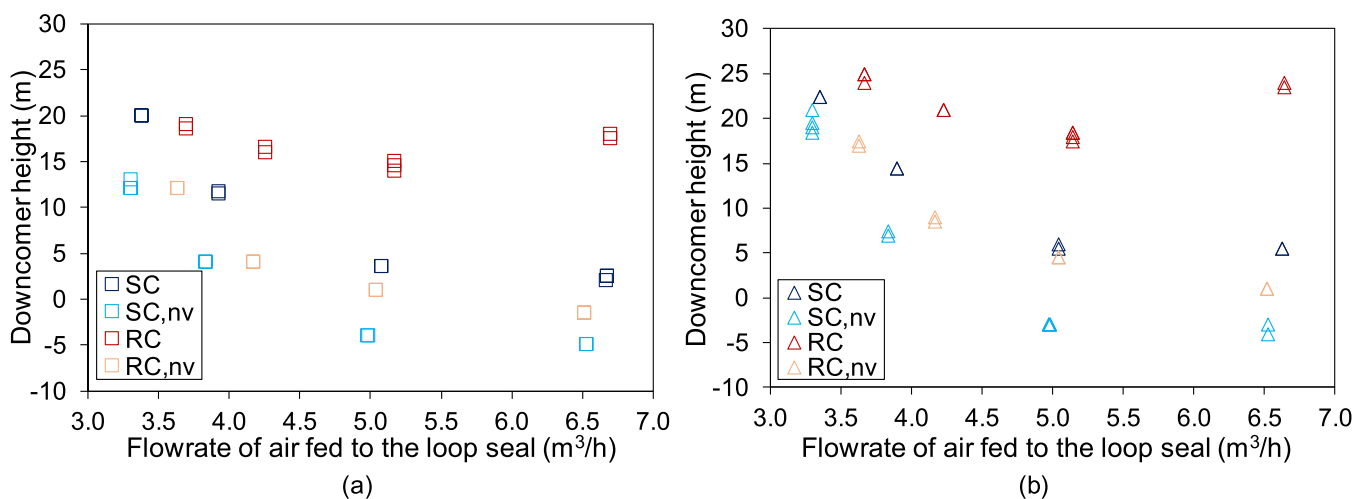 30
25
20
15
10
5
0
-5
-10
Downcomer height (m)
SC
SC,nv
RC
RC,nv
3.0 3.5 4.0 4.5 5.0 5.5 6.0 6.5 7.0
Flowrate of air fed to the loop seal (m³/h)
(a)
30
25
20
15
10
5
0
-5
-10
Downcomer height (m)
SC
SC,nv
RC
RC,nv
3.0 3.5 4.0 4.5 5.0 5.5 6.0 6.5 7.0
Flowrate of air fed to the loop seal (m³/h)
(b)